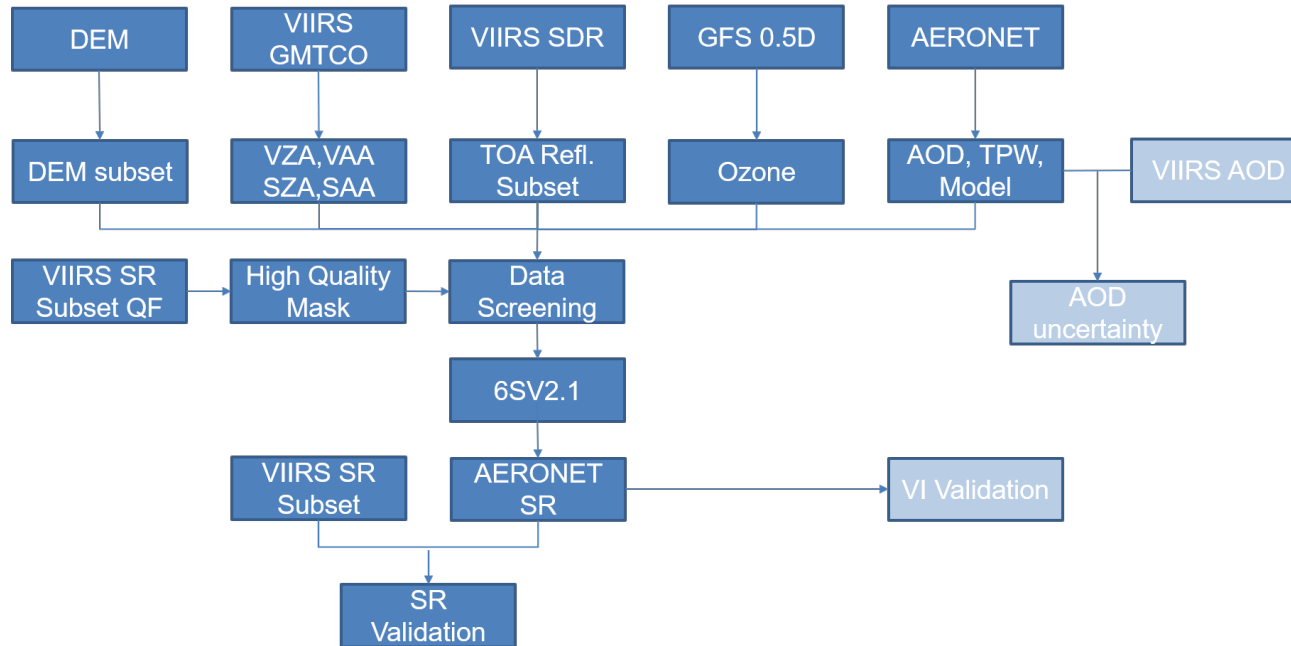 DEM
VIIRS
GMTCO
VIIRS SDR
GFS 0.5D
AERONET
DEM subset
VZA,VAA
SZA,SAA
TOA Refl.
Subset
Ozone
AOD, TPW,
Model
VIIRS AOD
VIIRS SR
Subset QF
High Quality
Mask
Data
Screening
AOD
uncertainty
6SV2.1
VIIRS SR
Subset
AERONET
SR
VI Validation
SR
Validation